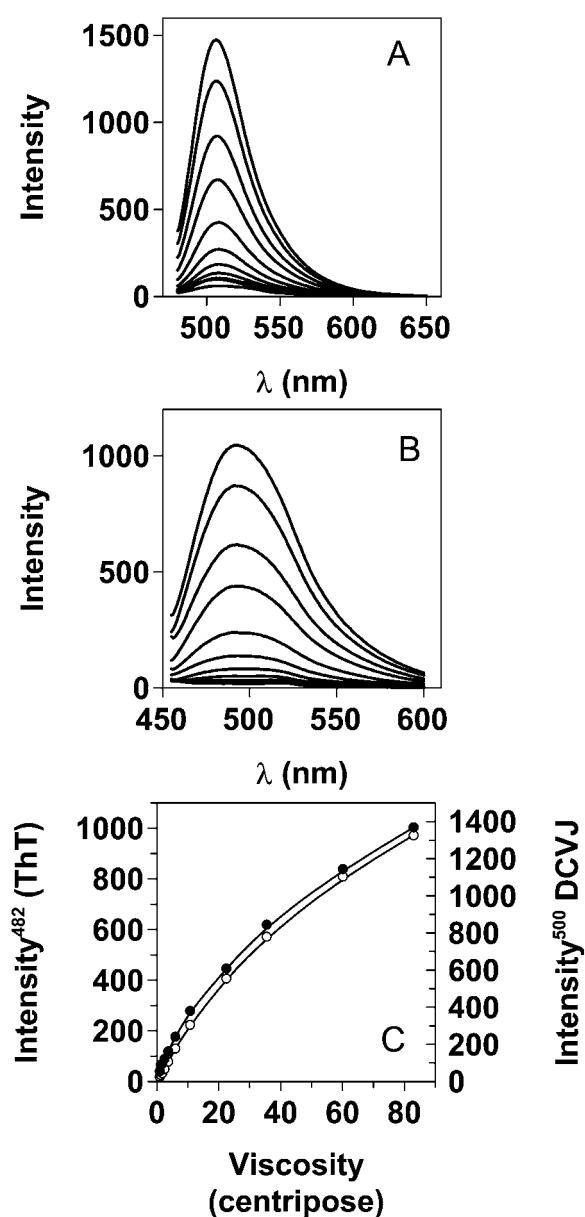 A
1500
1000
500
0
Intensity
500 550 600 650
λ (nm)
B
1000
500
0
Intensity
450 500 550 600
λ (nm)
C
1000
800
600
400
200
0
Intensity⁴⁸² (ThT)
1400
1200
1000
800
600
400
200
0
Intensity⁵⁰⁰ DCVJ
0 20 40 60 80
Viscosity
(centripose)